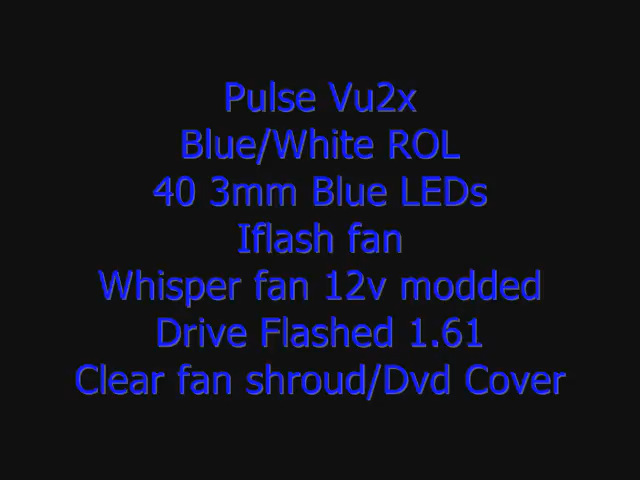 Pulse Vu2x
Blue/White ROL
40 3mm Blue LEDs
Iflash fan
Whisper fan 12v modded
Drive Flashed 1.61
Clear fan shroud/Dvd Cover